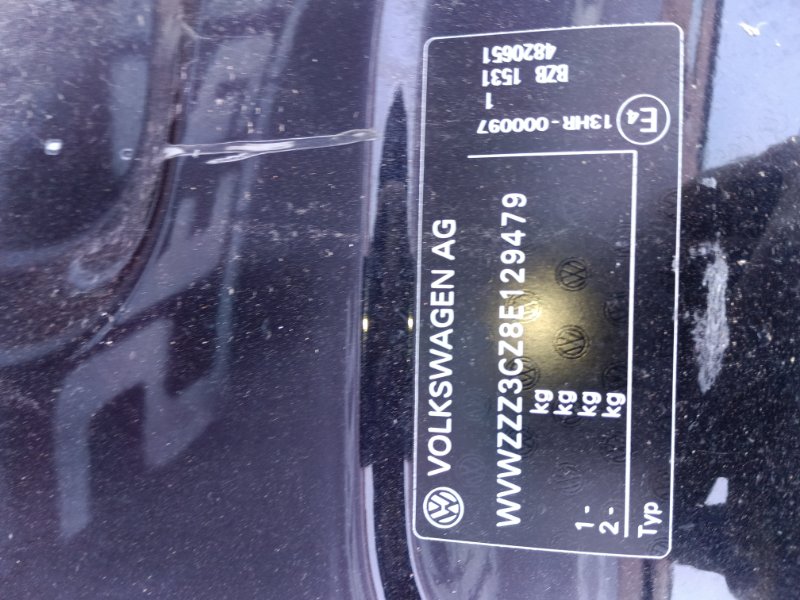 VOLKSWAGEN AG
WVWZZZ3CZ8E129479
kg
kg
1 - kg
2 - kg
Typ
E4
13HR - 000097
1
BZB 1531
4820651